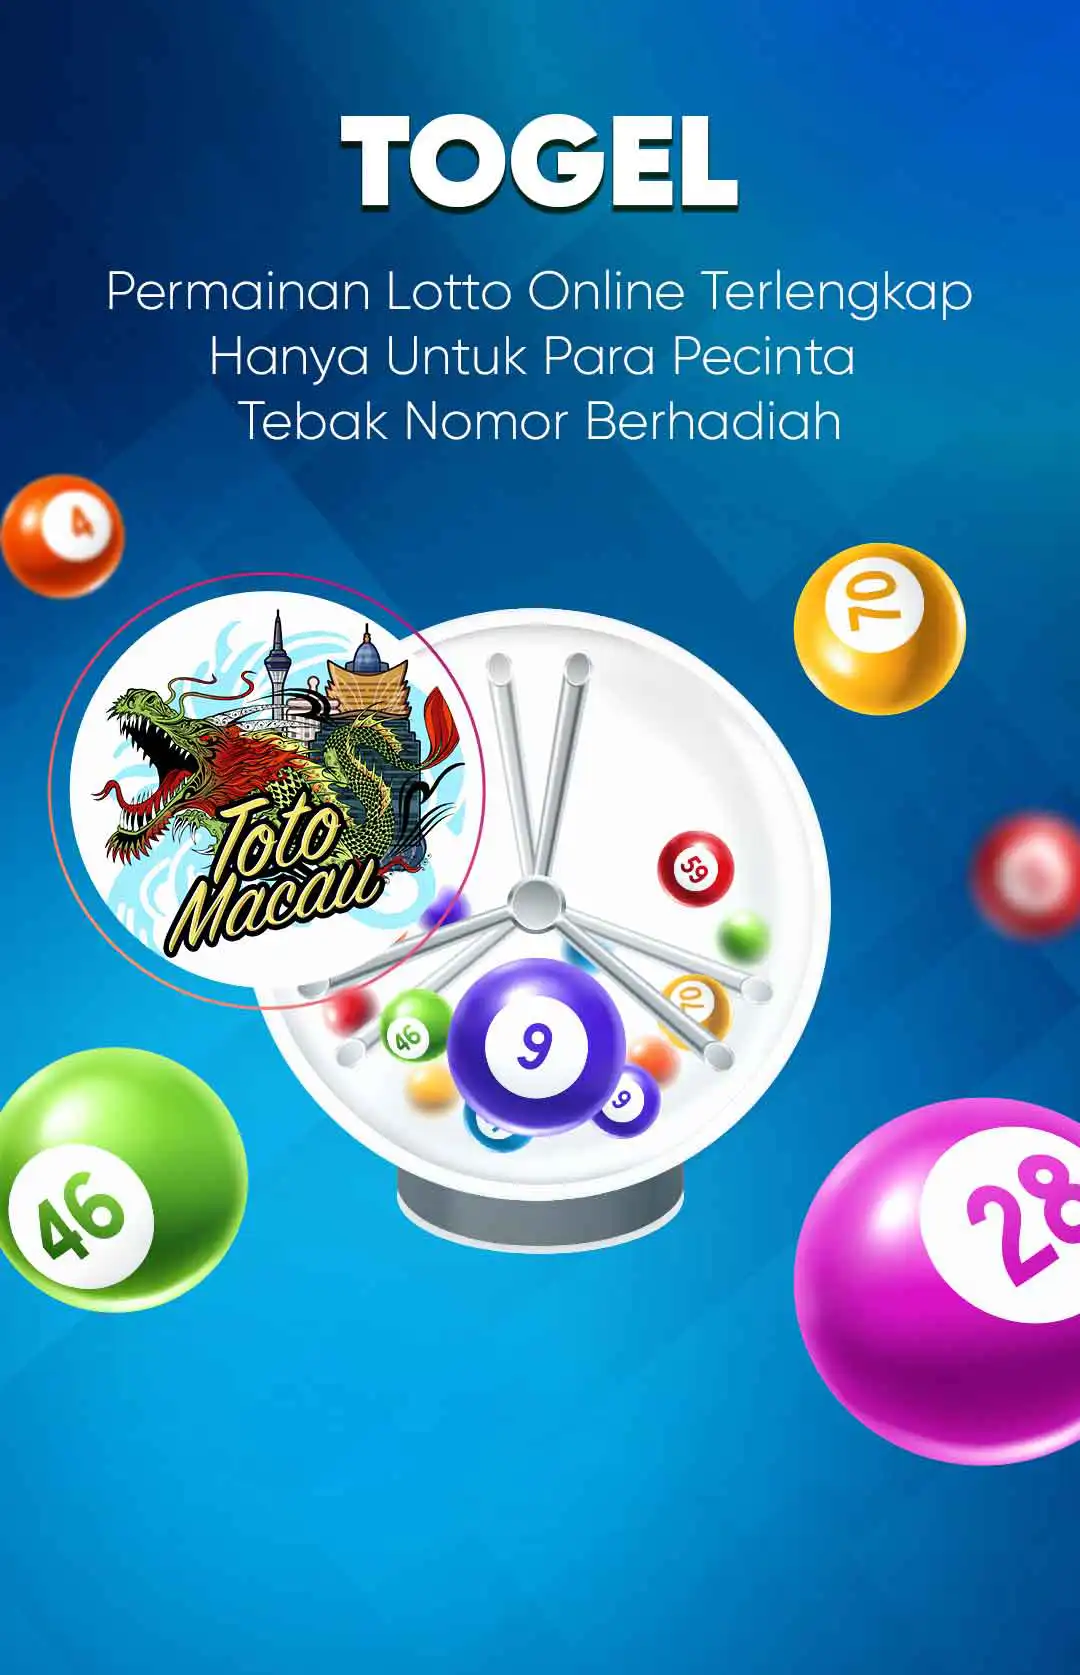 TOGEL
Permainan Lotto Online Terlengkap
Hanya Untuk Para Pecinta
Tebak Nomor Berhadiah
4
70
Toto
Macau
59
70
46
9
9
46
28